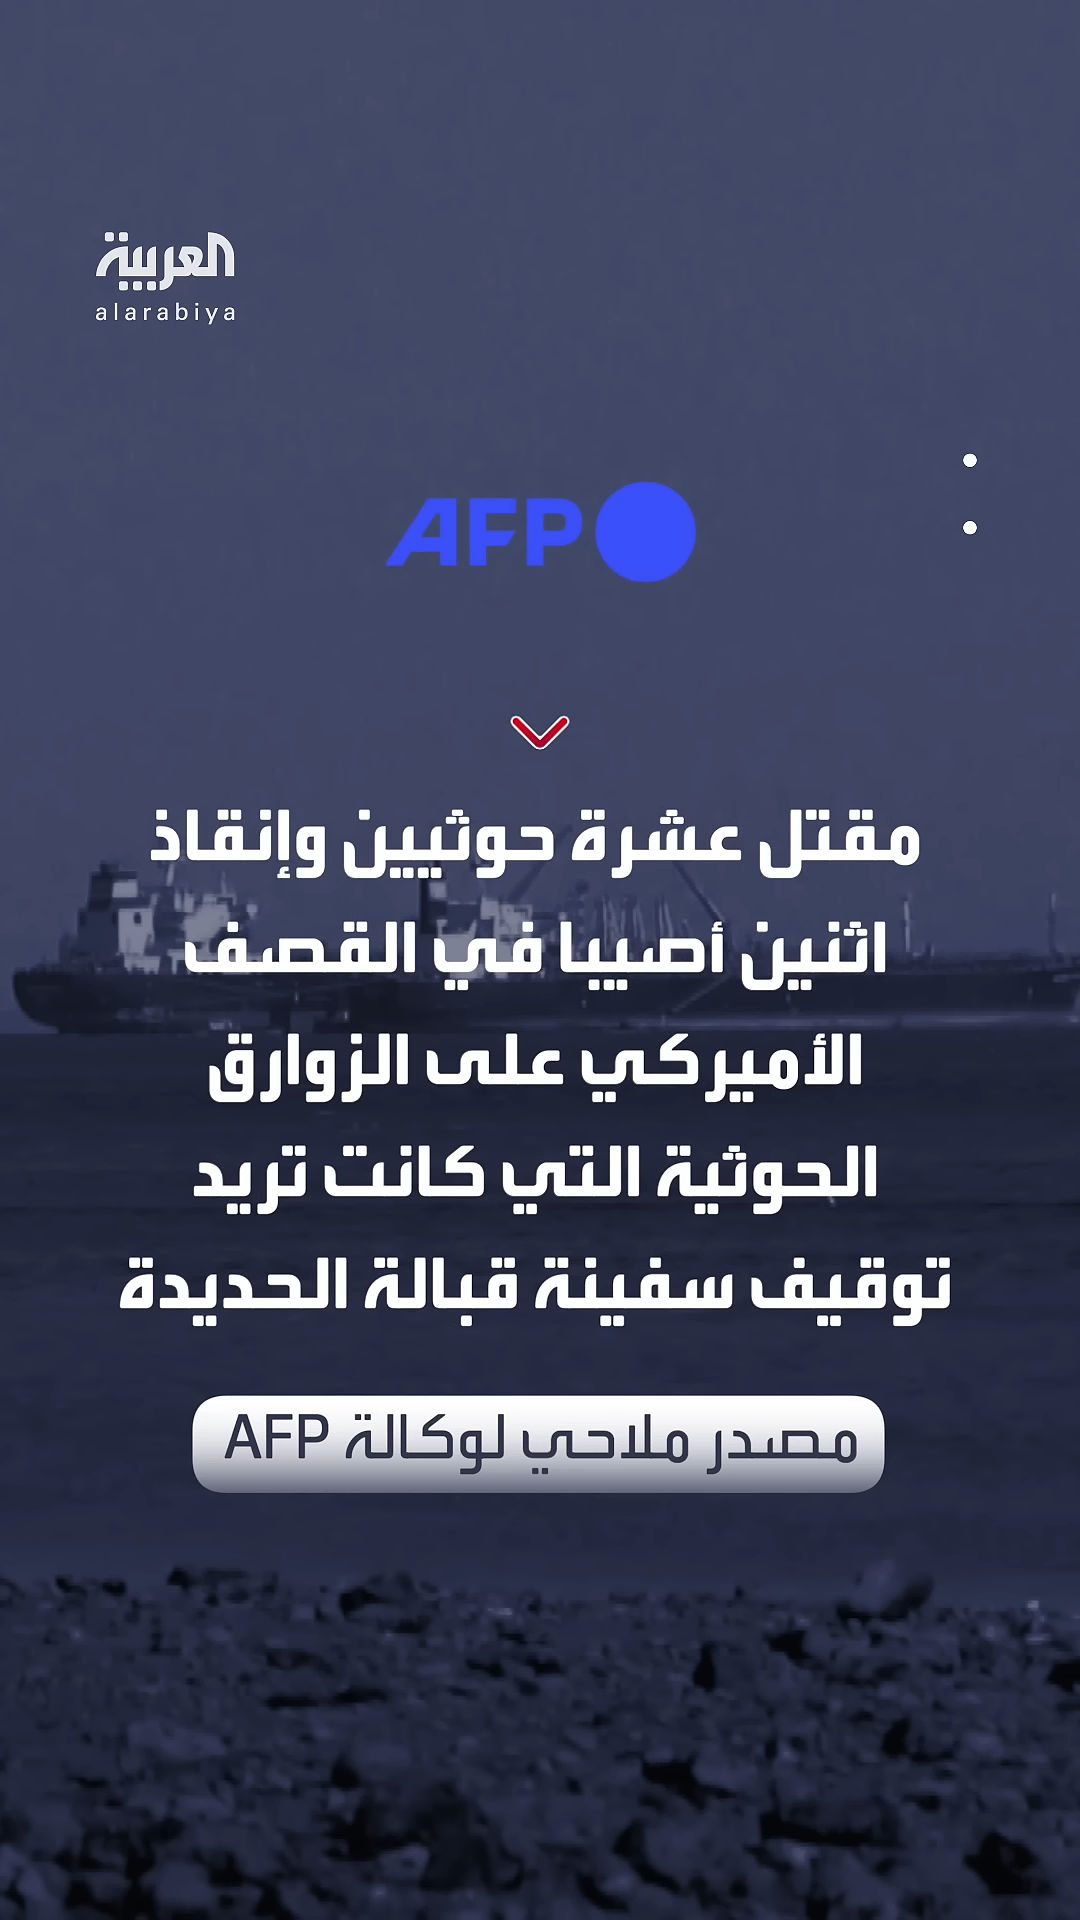 العربية
alarabiya
AFP
مقتل عشرة حوثيين وإنقاذ
اثنين أصيبا في القصف
الأميركي على الزوارق
الحوثية التي كانت تريد
توقيف سفينة قبالة الحديدة
مصدر ملاحي لوكالة AFP